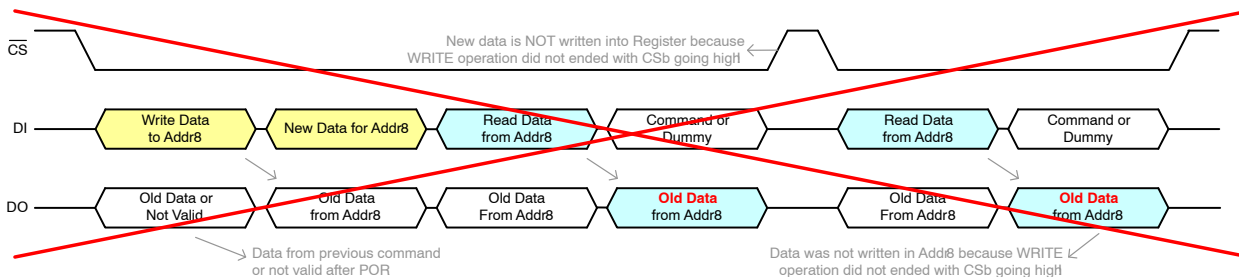 CS
New data is NOT written into Register because
WRITE operation did not ended with CSb going high
DI
Write Data
to Addr8
New Data for Addr8
Read Data
from Addr8
Command or
Dummy
Read Data
from Addr8
Command or
Dummy
DO
Old Data or
Not Valid
Old Data
from Addr8
Old Data
From Addr8
Old Data
from Addr8
Old Data
From Addr8
Old Data
from Addr8
Data from previous command
or not valid after POR
Data was not written in Addr8 because WRITE
operation did not ended with CSb going high